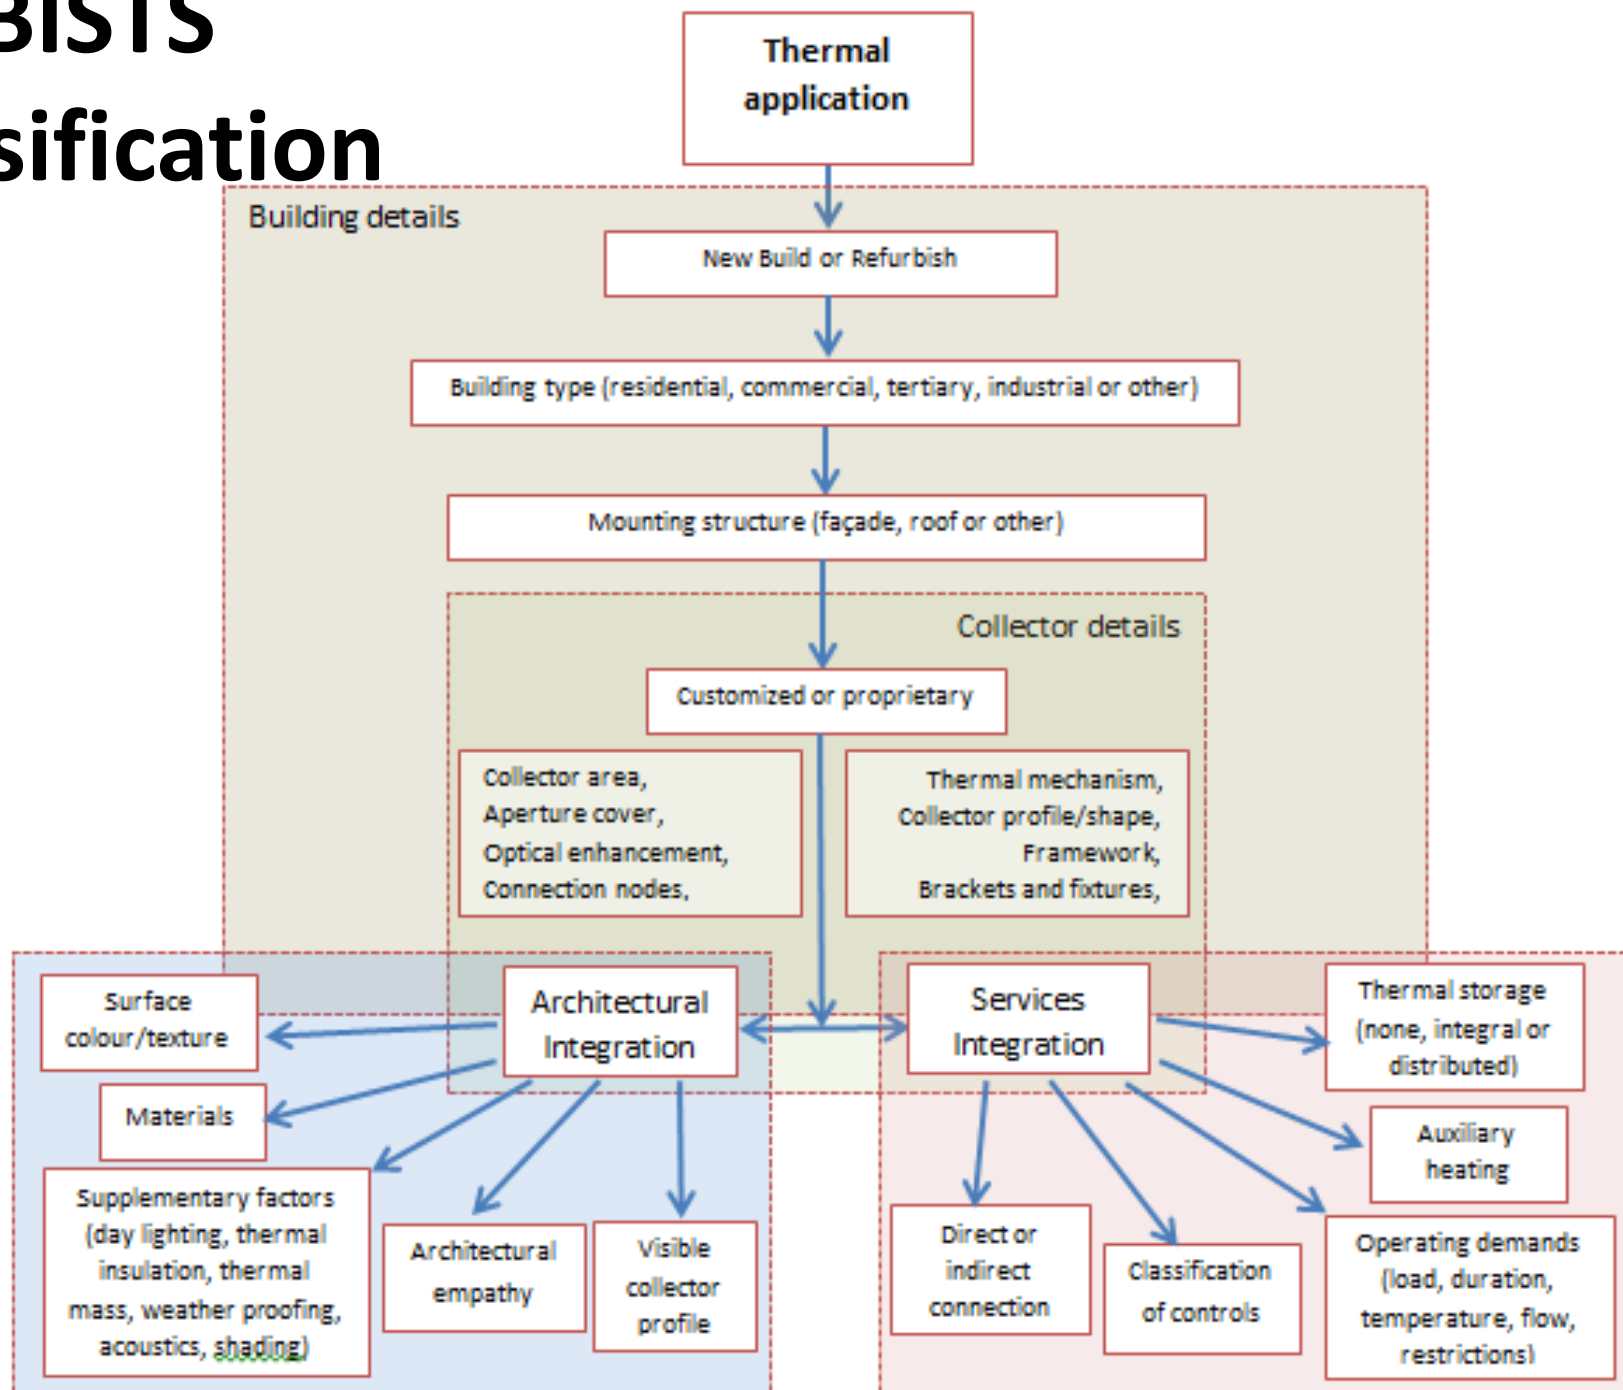 BISTS
sification
Thermal
application
Building details
New Build or Refurbish
Building type (residential, commercial, tertiary, industrial or other)
Mounting structure (façade, roof or other)
Collector details
Customized or proprietary
Collector area,
Aperture cover,
Optical enhancement,
Connection nodes,
Thermal mechanism,
Collector profile/shape,
Framework,
Brackets and fixtures,
Architectural
Integration
Services
Integration
Surface
colour/texture
Materials
Supplementary factors
(day lighting, thermal
insulation, thermal
mass, weather proofing,
acoustics, shading)
Architectural
empathy
Visible
collector
profile
Direct or
indirect
connection
Classification
of controls
Thermal storage
(none, integral or
distributed)
Auxiliary
heating
Operating demands
(load, duration,
temperature, flow,
restrictions)